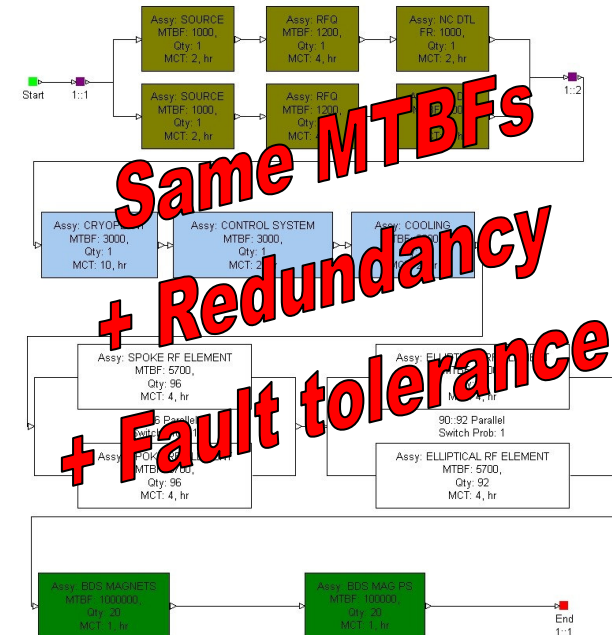 Assy: SOURCE
MTBF: 1000,
Qty: 1
MCT: 2, hr
Assy: RFQ
MTBF: 1200,
Qty: 1
MCT: 4, hr
Assy: NC DTL
FR: 1000,
Qty: 1
MCT: 2, hr
Start
1::1
1::2
Assy: SOURCE
MTBF: 1000,
Qty: 1
MCT: 2, hr
Assy: RFQ
MTBF: 1200,
Qty: 1
Same MTBFs
+ Redundancy
+ Fault tolerance
Assy: CRYOPLANT
MTBF: 3000,
Qty: 1
MCT: 10, hr
Assy: CONTROL SYSTEM
MTBF: 3000,
Qty: 1
MCT: 2
Assy: COOLING
Assy: SPOKE RF ELEMENT
MTBF: 5700,
Qty: 96
MCT: 4, hr
Parallel
Qty: 96
MCT: 4, hr
90::92 Parallel
Switch Prob: 1
Assy: ELLIPTICAL RF ELEMENT
MTBF: 5700,
Qty: 92
MCT: 4, hr
Assy: BDS MAGNETS
MTBF: 1000000,
Qty: 20
MCT: 1, hr
Assy: BDS MAG PS
MTBF: 100000,
Qty: 20
MCT: 1, hr
End
1::1